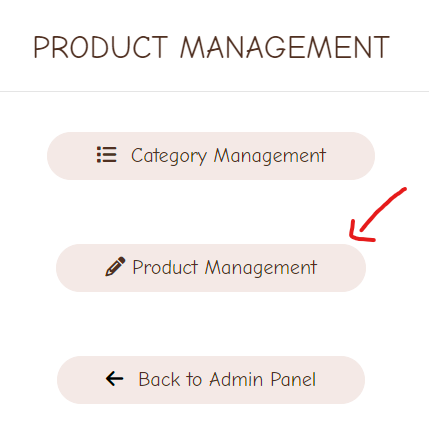 PRODUCT MANAGEMENT
Category Management
Product Management
Back to Admin Panel